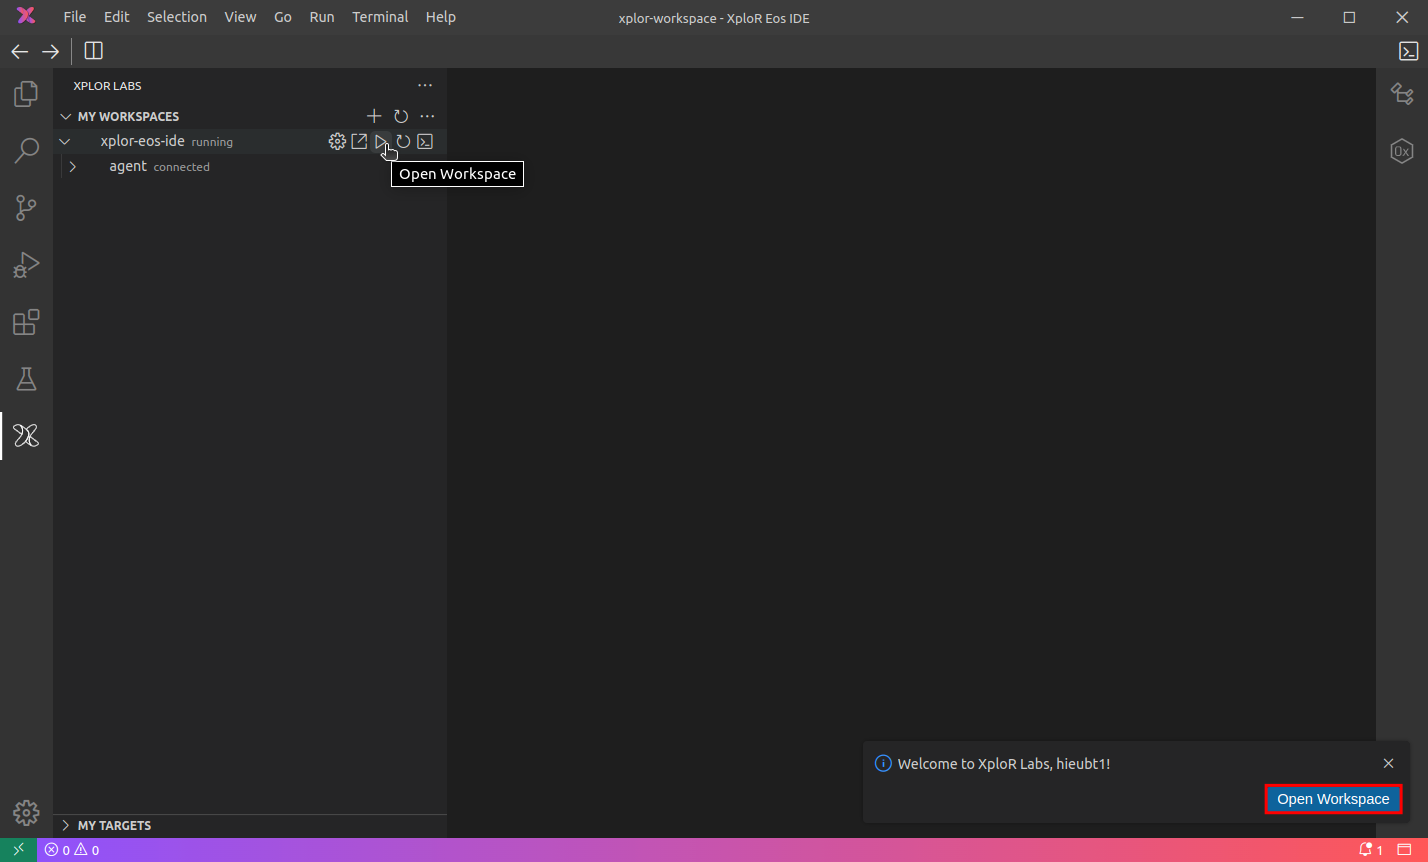 File Edit Selection View Go Run Terminal Help
xplor-workspace - XploR Eos IDE
XPLOR LABS
MY WORKSPACES
xplor-eos-ide running
agent connected
Open Workspace
0x
Welcome to XploR Labs, hieubt1!
Open Workspace
MY TARGETS
0 0
1